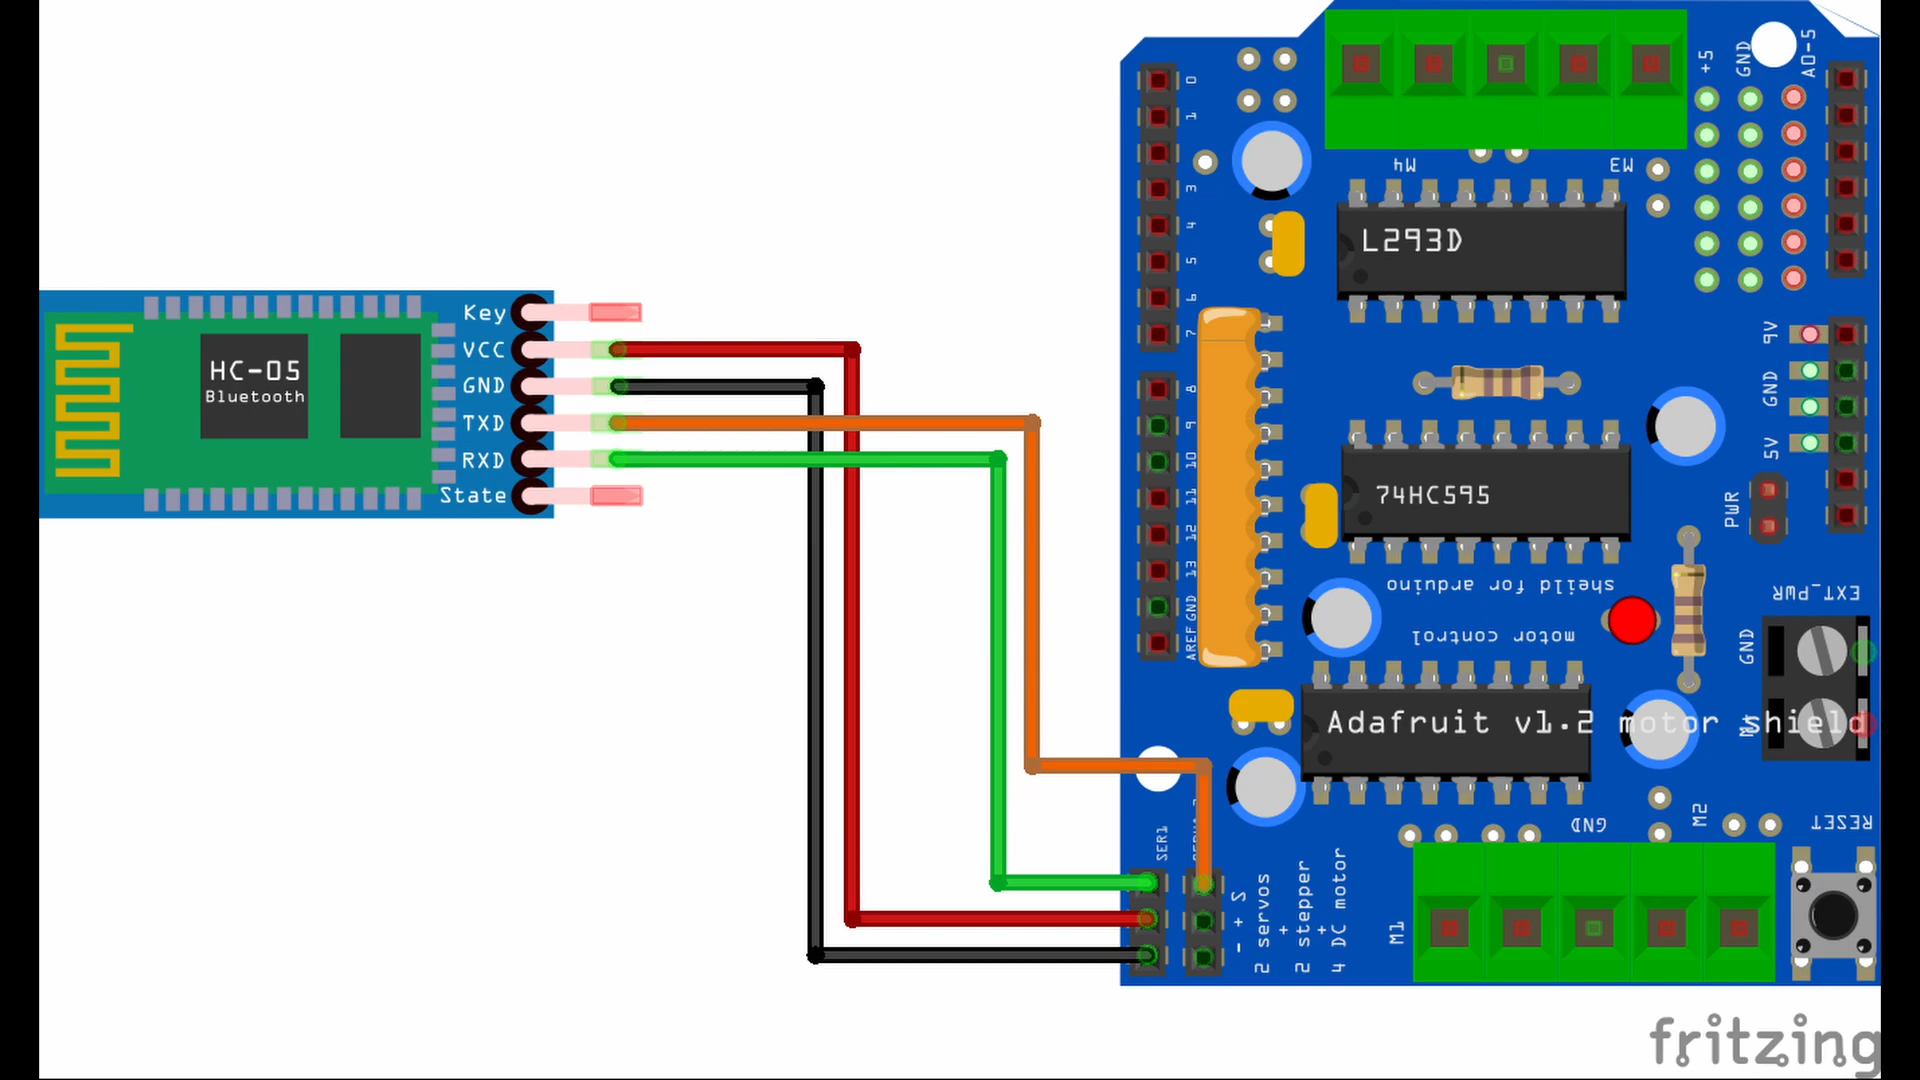 Key
VCC
GND
TXD
RXD
State
HC-05
Bluetooth
0
1
3
4
5
6
7
8
9
10
11
12
13
GND
AREF
M4
M3
+5
GND
A0-5
L293D
9V
GND
5V
74HC595
PWR
sheild for arduino
motor control
EXT_PWR
GND
Adafruit v1.2 motor shield
SER1
- + S
2 servos
+
2 stepper
+
4 DC motor
M1
GND
M2
RESET
fritzing